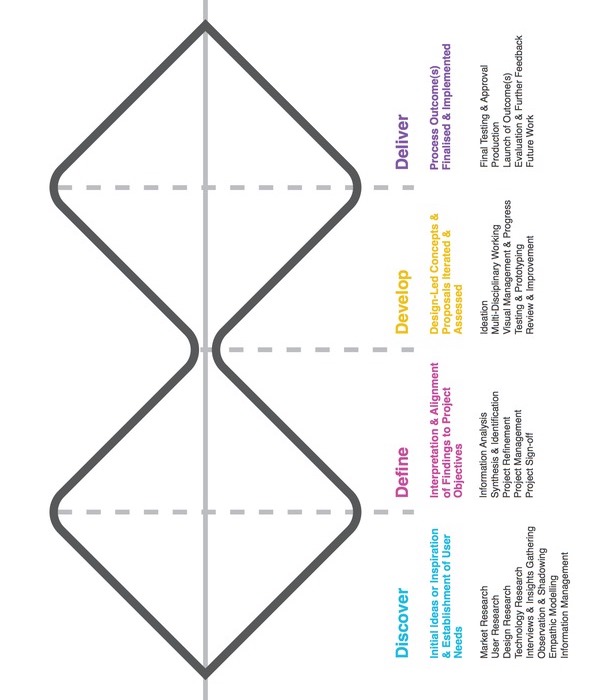 Discover
Initial Ideas or Inspiration
& Establishment of User
Needs
Market Research
User Research
Design Research
Technology Research
Interviews & Insights Gathering
Observation & Shadowing
Empathic Modelling
Information Management
Define
Interpretation & Alignment
of Findings to Project
Objectives
Information Analysis
Synthesis & Identification
Project Refinement
Project Management
Project Sign-off
Develop
Design-Led Concepts &
Proposals Iterated &
Assessed
Ideation
Multi-Disciplinary Working
Visual Management & Progress
Testing & Prototyping
Review & Improvement
Deliver
Process Outcome(s)
Finalised & Implemented
Final Testing & Approval
Production
Launch of Outcome(s)
Evaluation & Further Feedback
Future Work